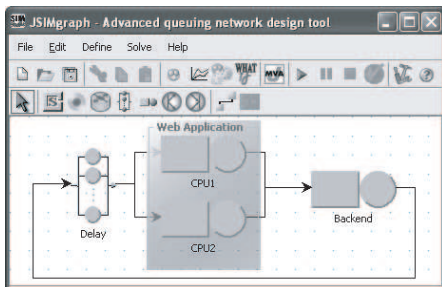 JSIMgraph - Advanced queuing network design tool
File Edit Define Solve Help
WHAT IF
MVA
Web Application
CPU1
Delay
Backend
CPU2